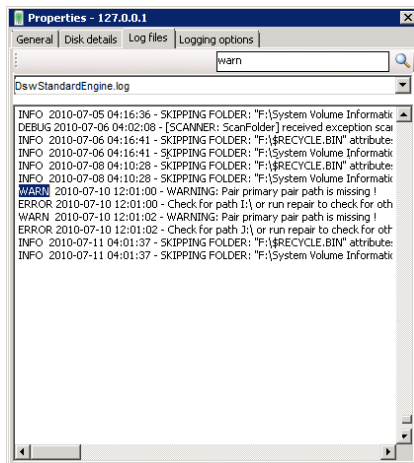 Properties - 127.0.0.1
General Disk details Log files Logging options
warn
DswStandardEngine.log
INFO 2010-07-05 04:16:36 - SKIPPING FOLDER: "F:\System Volume Informatic
DEBUG 2010-07-06 04:02:08 - [SCANNER: ScanFolder] received exception scar
INFO 2010-07-06 04:16:41 - SKIPPING FOLDER: "F:\$RECYCLE.BIN" attribute:
INFO 2010-07-06 04:16:41 - SKIPPING FOLDER: "F:\System Volume Informatic
INFO 2010-07-08 04:10:28 - SKIPPING FOLDER: "F:\$RECYCLE.BIN" attribute:
INFO 2010-07-08 04:10:28 - SKIPPING FOLDER: "F:\System Volume Informatic
WARN 2010-07-10 12:01:00 - WARNING: Pair primary pair path is missing !
ERROR 2010-07-10 12:01:00 - Check for path I:\ or run repair to check for oth
WARN 2010-07-10 12:01:02 - WARNING: Pair primary pair path is missing !
ERROR 2010-07-10 12:01:02 - Check for path J:\ or run repair to check for oth
INFO 2010-07-11 04:01:37 - SKIPPING FOLDER: "F:\$RECYCLE.BIN" attribute:
INFO 2010-07-11 04:01:37 - SKIPPING FOLDER: "F:\System Volume Informatic